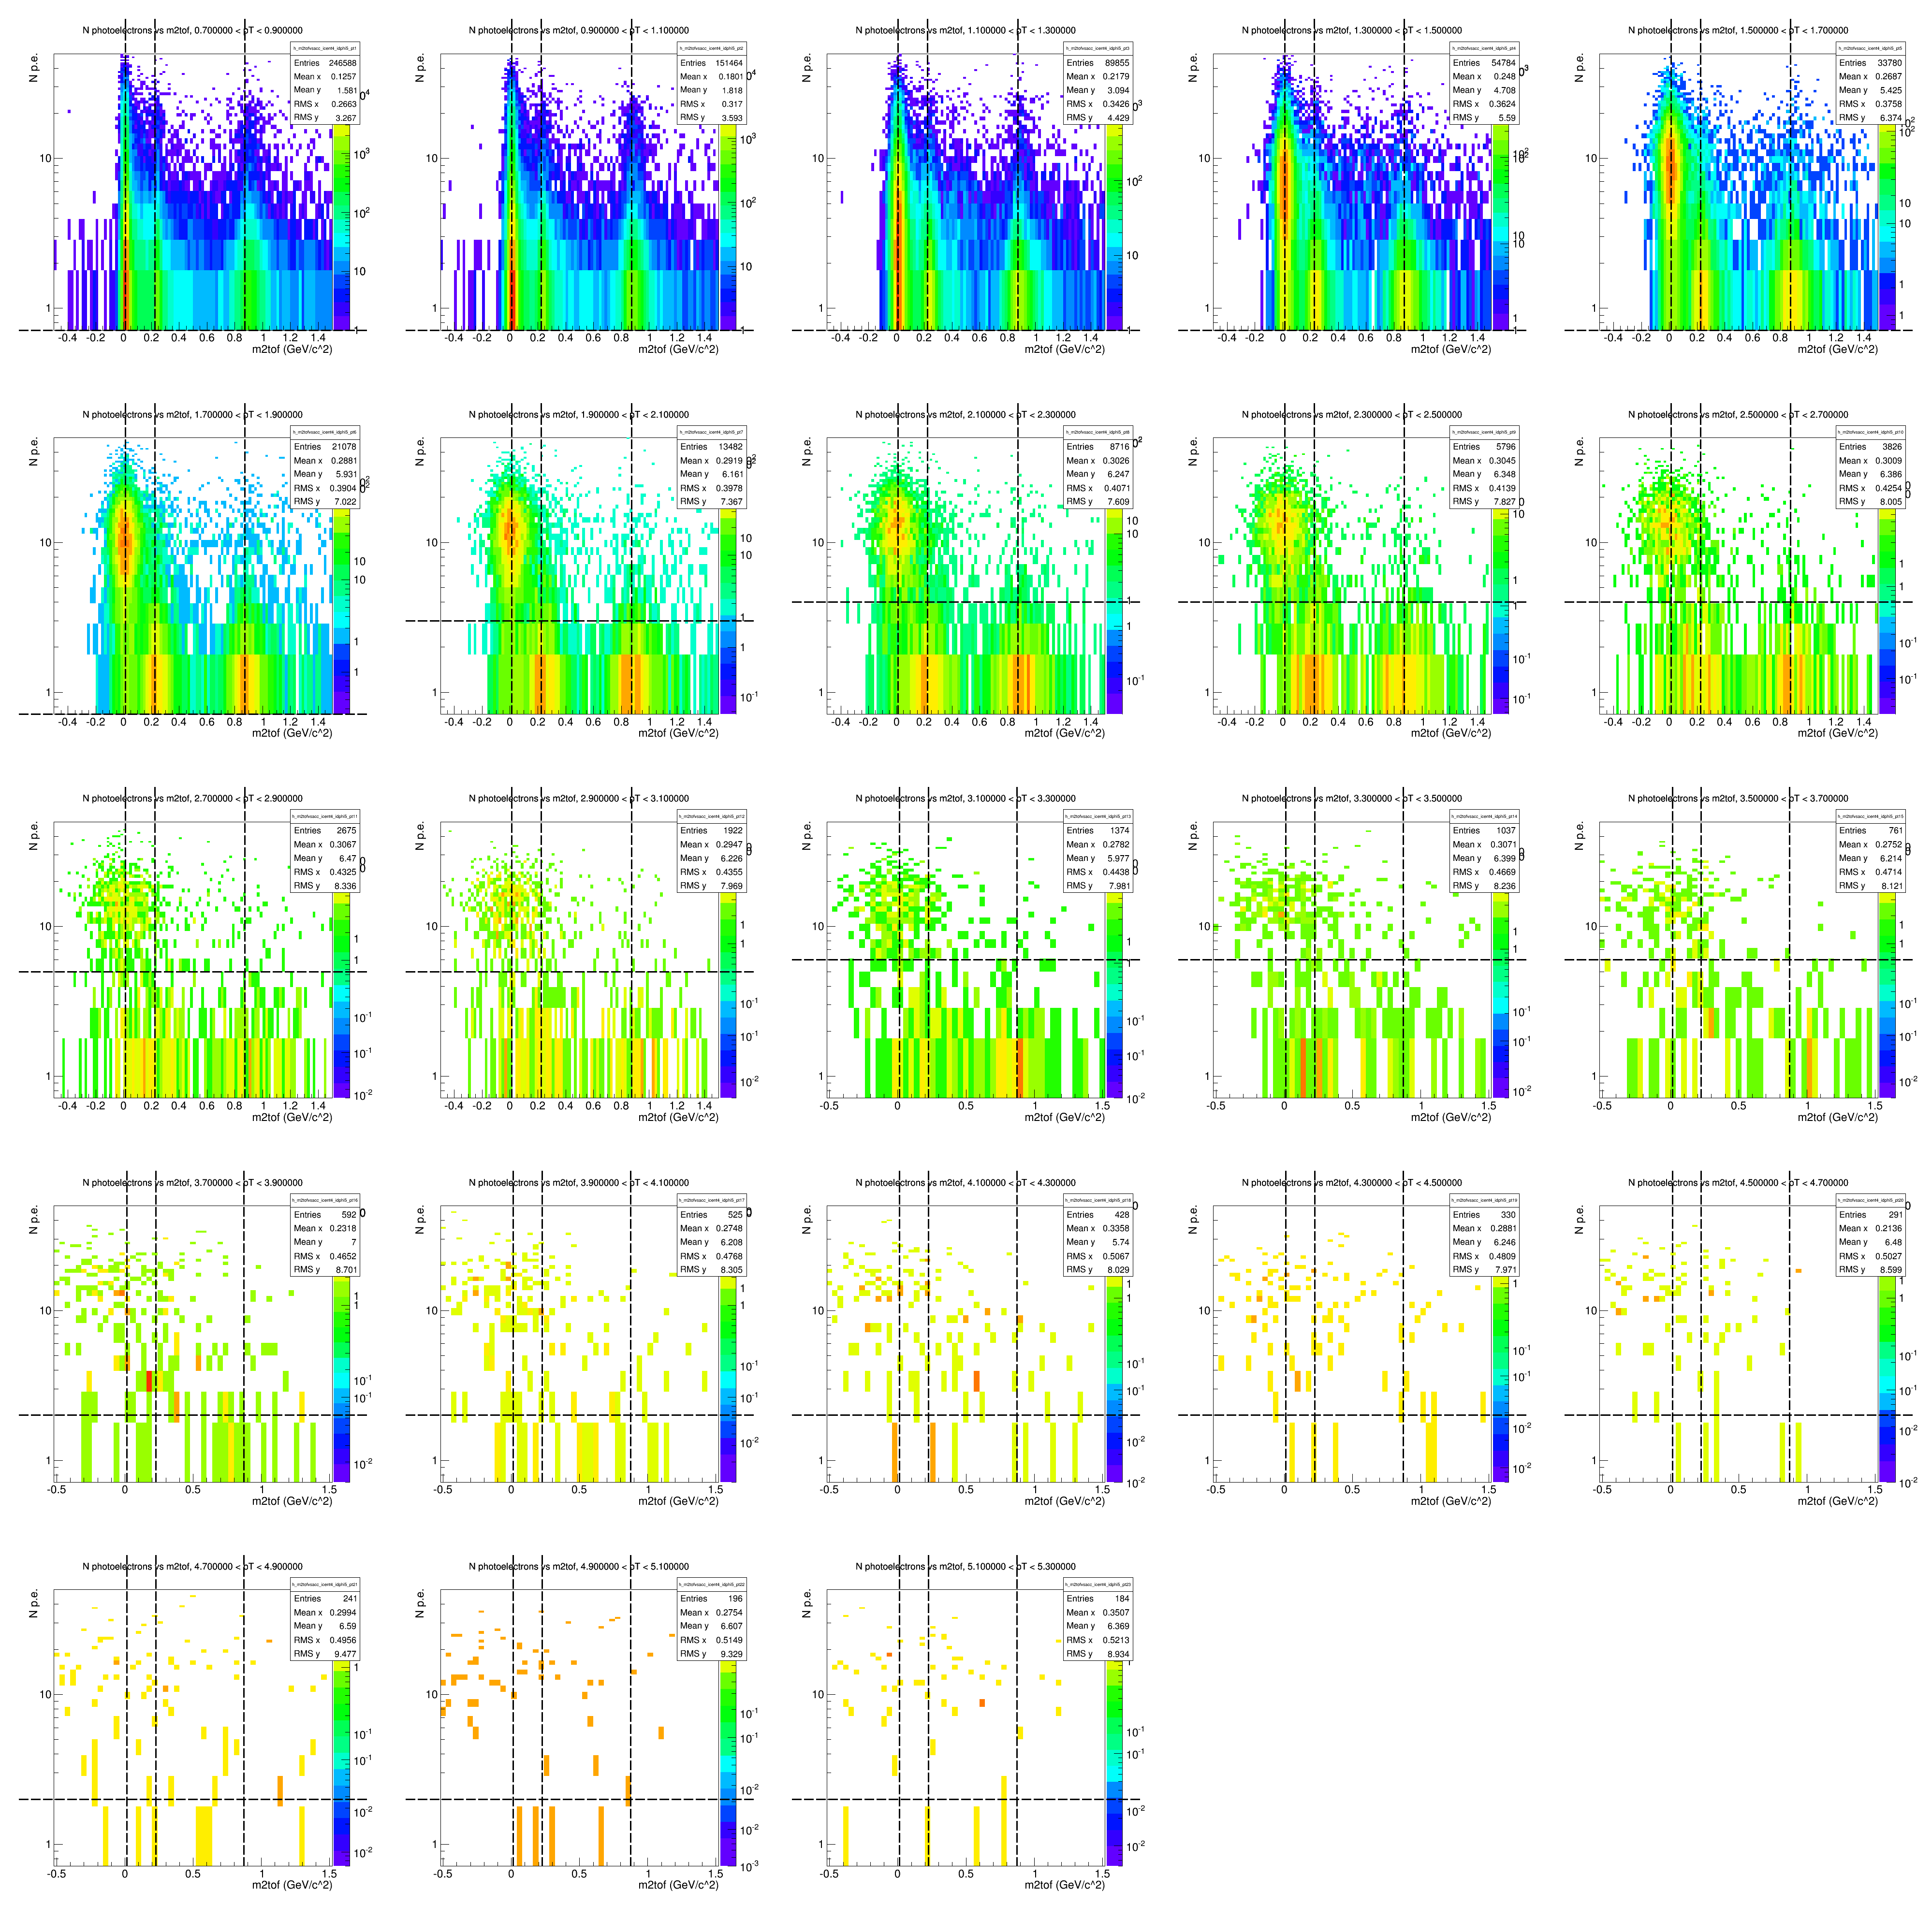 N photoelectrons vs m2tof, 0.700000 < pT < 0.900000
h_m2tofvsacc_icent4_idphi5_pt1
Entries 246588
Mean x 0.1257
Mean y 1.581
RMS x 0.2663
RMS y 3.267
N p.e.
m2tof (GeV/c^2)
N photoelectrons vs m2tof, 0.900000 < pT < 1.100000
h_m2tofvsacc_icent4_idphi5_pt2
Entries 151464
Mean x 0.1801
Mean y 1.818
RMS x 0.317
RMS y 3.593
N p.e.
m2tof (GeV/c^2)
N photoelectrons vs m2tof, 1.100000 < pT < 1.300000
h_m2tofvsacc_icent4_idphi5_pt3
Entries 89855
Mean x 0.2179
Mean y 3.094
RMS x 0.3426
RMS y 4.429
N p.e.
m2tof (GeV/c^2)
N photoelectrons vs m2tof, 1.300000 < pT < 1.500000
h_m2tofvsacc_icent4_idphi5_pt4
Entries 54784
Mean x 0.248
Mean y 4.708
RMS x 0.3624
RMS y 5.59
N p.e.
m2tof (GeV/c^2)
N photoelectrons vs m2tof, 1.500000 < pT < 1.700000
h_m2tofvsacc_icent4_idphi5_pt5
Entries 33780
Mean x 0.2687
Mean y 5.425
RMS x 0.3758
RMS y 6.374
N p.e.
m2tof (GeV/c^2)
N photoelectrons vs m2tof, 1.700000 < pT < 1.900000
h_m2tofvsacc_icent4_idphi5_pt6
Entries 21078
Mean x 0.2881
Mean y 5.931
RMS x 0.3904
RMS y 7.022
N p.e.
m2tof (GeV/c^2)
N photoelectrons vs m2tof, 1.900000 < pT < 2.100000
h_m2tofvsacc_icent4_idphi5_pt7
Entries 13482
Mean x 0.2919
Mean y 6.161
RMS x 0.3978
RMS y 7.367
N p.e.
m2tof (GeV/c^2)
N photoelectrons vs m2tof, 2.100000 < pT < 2.300000
h_m2tofvsacc_icent4_idphi5_pt8
Entries 8716
Mean x 0.3026
Mean y 6.247
RMS x 0.4071
RMS y 7.609
N p.e.
m2tof (GeV/c^2)
N photoelectrons vs m2tof, 2.300000 < pT < 2.500000
h_m2tofvsacc_icent4_idphi5_pt9
Entries 5796
Mean x 0.3045
Mean y 6.348
RMS x 0.4139
RMS y 7.827
N p.e.
m2tof (GeV/c^2)
N photoelectrons vs m2tof, 2.500000 < pT < 2.700000
h_m2tofvsacc_icent4_idphi5_pt10
Entries 3826
Mean x 0.3009
Mean y 6.386
RMS x 0.4254
RMS y 8.005
N p.e.
m2tof (GeV/c^2)
N photoelectrons vs m2tof, 2.700000 < pT < 2.900000
h_m2tofvsacc_icent4_idphi5_pt11
Entries 2675
Mean x 0.3067
Mean y 6.47
RMS x 0.4325
RMS y 8.336
N p.e.
m2tof (GeV/c^2)
N photoelectrons vs m2tof, 2.900000 < pT < 3.100000
h_m2tofvsacc_icent4_idphi5_pt12
Entries 1922
Mean x 0.2947
Mean y 6.226
RMS x 0.4355
RMS y 7.969
N p.e.
m2tof (GeV/c^2)
N photoelectrons vs m2tof, 3.100000 < pT < 3.300000
h_m2tofvsacc_icent4_idphi5_pt13
Entries 1374
Mean x 0.2782
Mean y 5.977
RMS x 0.4438
RMS y 7.981
N p.e.
m2tof (GeV/c^2)
N photoelectrons vs m2tof, 3.300000 < pT < 3.500000
h_m2tofvsacc_icent4_idphi5_pt14
Entries 1037
Mean x 0.3071
Mean y 6.399
RMS x 0.4669
RMS y 8.236
N p.e.
m2tof (GeV/c^2)
N photoelectrons vs m2tof, 3.500000 < pT < 3.700000
h_m2tofvsacc_icent4_idphi5_pt15
Entries 761
Mean x 0.2752
Mean y 6.214
RMS x 0.4714
RMS y 8.121
N p.e.
m2tof (GeV/c^2)
N photoelectrons vs m2tof, 3.700000 < pT < 3.900000
h_m2tofvsacc_icent4_idphi5_pt16
Entries 592
Mean x 0.2318
Mean y 7
RMS x 0.4652
RMS y 8.701
N p.e.
m2tof (GeV/c^2)
N photoelectrons vs m2tof, 3.900000 < pT < 4.100000
h_m2tofvsacc_icent4_idphi5_pt17
Entries 525
Mean x 0.2748
Mean y 6.208
RMS x 0.4768
RMS y 8.305
N p.e.
m2tof (GeV/c^2)
N photoelectrons vs m2tof, 4.100000 < pT < 4.300000
h_m2tofvsacc_icent4_idphi5_pt18
Entries 428
Mean x 0.3358
Mean y 5.74
RMS x 0.5067
RMS y 8.029
N p.e.
m2tof (GeV/c^2)
N photoelectrons vs m2tof, 4.300000 < pT < 4.500000
h_m2tofvsacc_icent4_idphi5_pt19
Entries 330
Mean x 0.2881
Mean y 6.246
RMS x 0.4809
RMS y 7.971
N p.e.
m2tof (GeV/c^2)
N photoelectrons vs m2tof, 4.500000 < pT < 4.700000
h_m2tofvsacc_icent4_idphi5_pt20
Entries 291
Mean x 0.2136
Mean y 6.48
RMS x 0.5027
RMS y 8.599
N p.e.
m2tof (GeV/c^2)
N photoelectrons vs m2tof, 4.700000 < pT < 4.900000
h_m2tofvsacc_icent4_idphi5_pt21
Entries 241
Mean x 0.2994
Mean y 6.59
RMS x 0.4956
RMS y 9.477
N p.e.
m2tof (GeV/c^2)
N photoelectrons vs m2tof, 4.900000 < pT < 5.100000
h_m2tofvsacc_icent4_idphi5_pt22
Entries 196
Mean x 0.2754
Mean y 6.607
RMS x 0.5149
RMS y 9.329
N p.e.
m2tof (GeV/c^2)
N photoelectrons vs m2tof, 5.100000 < pT < 5.300000
h_m2tofvsacc_icent4_idphi5_pt23
Entries 184
Mean x 0.3507
Mean y 6.369
RMS x 0.5213
RMS y 8.934
N p.e.
m2tof (GeV/c^2)